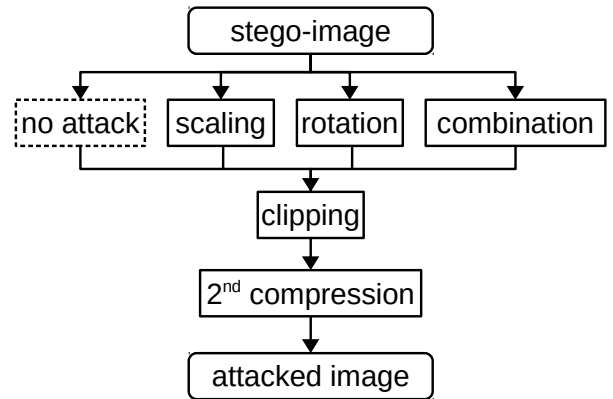 stego-image
no attack scaling rotation combination
clipping
2nd compression
attacked image